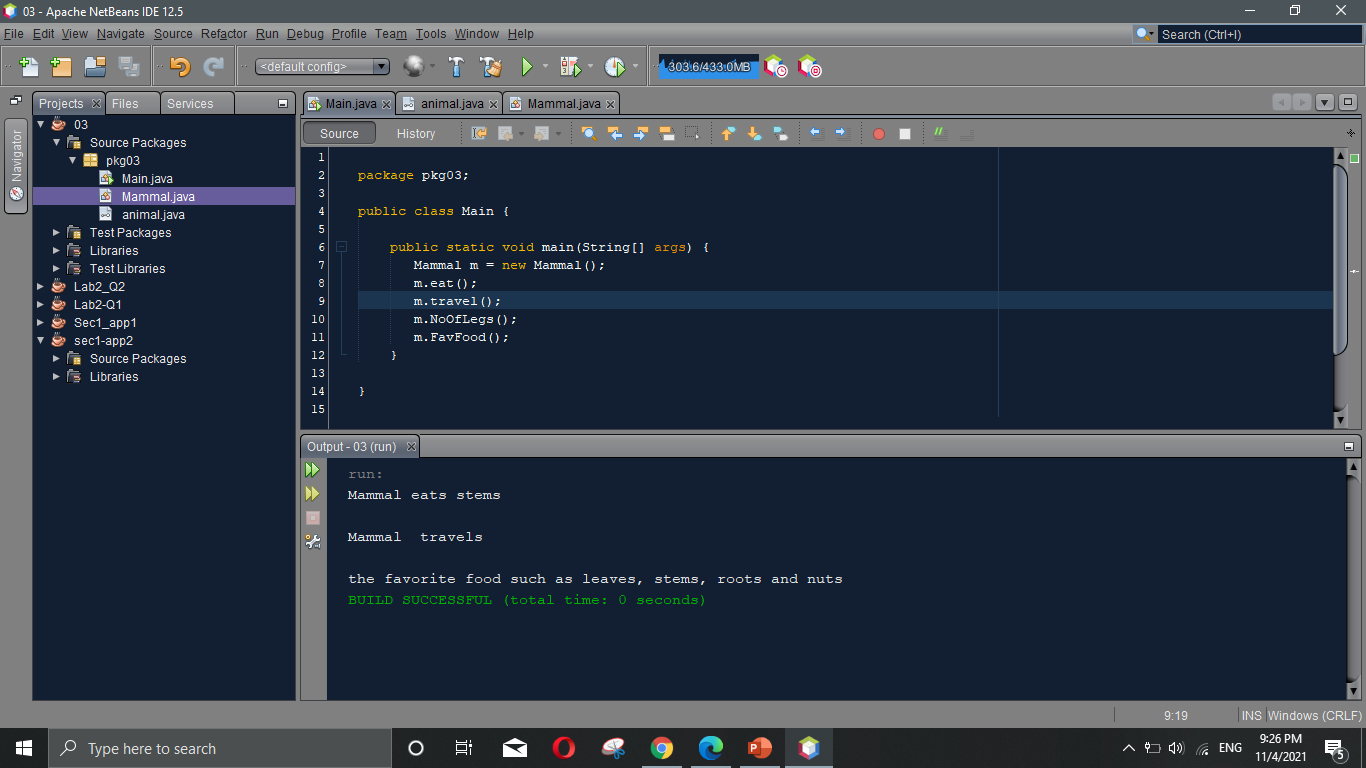 03 - Apache NetBeans IDE 12.5
File Edit View Navigate Source Refactor Run Debug Profile Team Tools Window Help
Search (Ctrl+I)
<default config>
303.6/433.0MB
Projects Files Services
Navigator
03
Source Packages
pkg03
Main.java
Mammal.java
animal.java
Test Packages
Libraries
Test Libraries
Lab2_Q2
Lab2-Q1
Sec1_app1
sec1-app2
Source Packages
Libraries
Main.java animal.java Mammal.java
Source History
1
2 package pkg03;
3
4 public class Main {
5
6 public static void main(String[] args) {
7 Mammal m = new Mammal();
8 m.eat();
9 m.travel();
10 m.NoOfLegs();
11 m.FavFood();
12 }
13
14 }
15
Output - 03 (run)
run:
Mammal eats stems
Mammal  travels
the favorite food such as leaves, stems, roots and nuts
BUILD SUCCESSFUL (total time: 0 seconds)
9:19 INS Windows (CRLF)
Type here to search
ENG
9:26 PM
11/4/2021
5